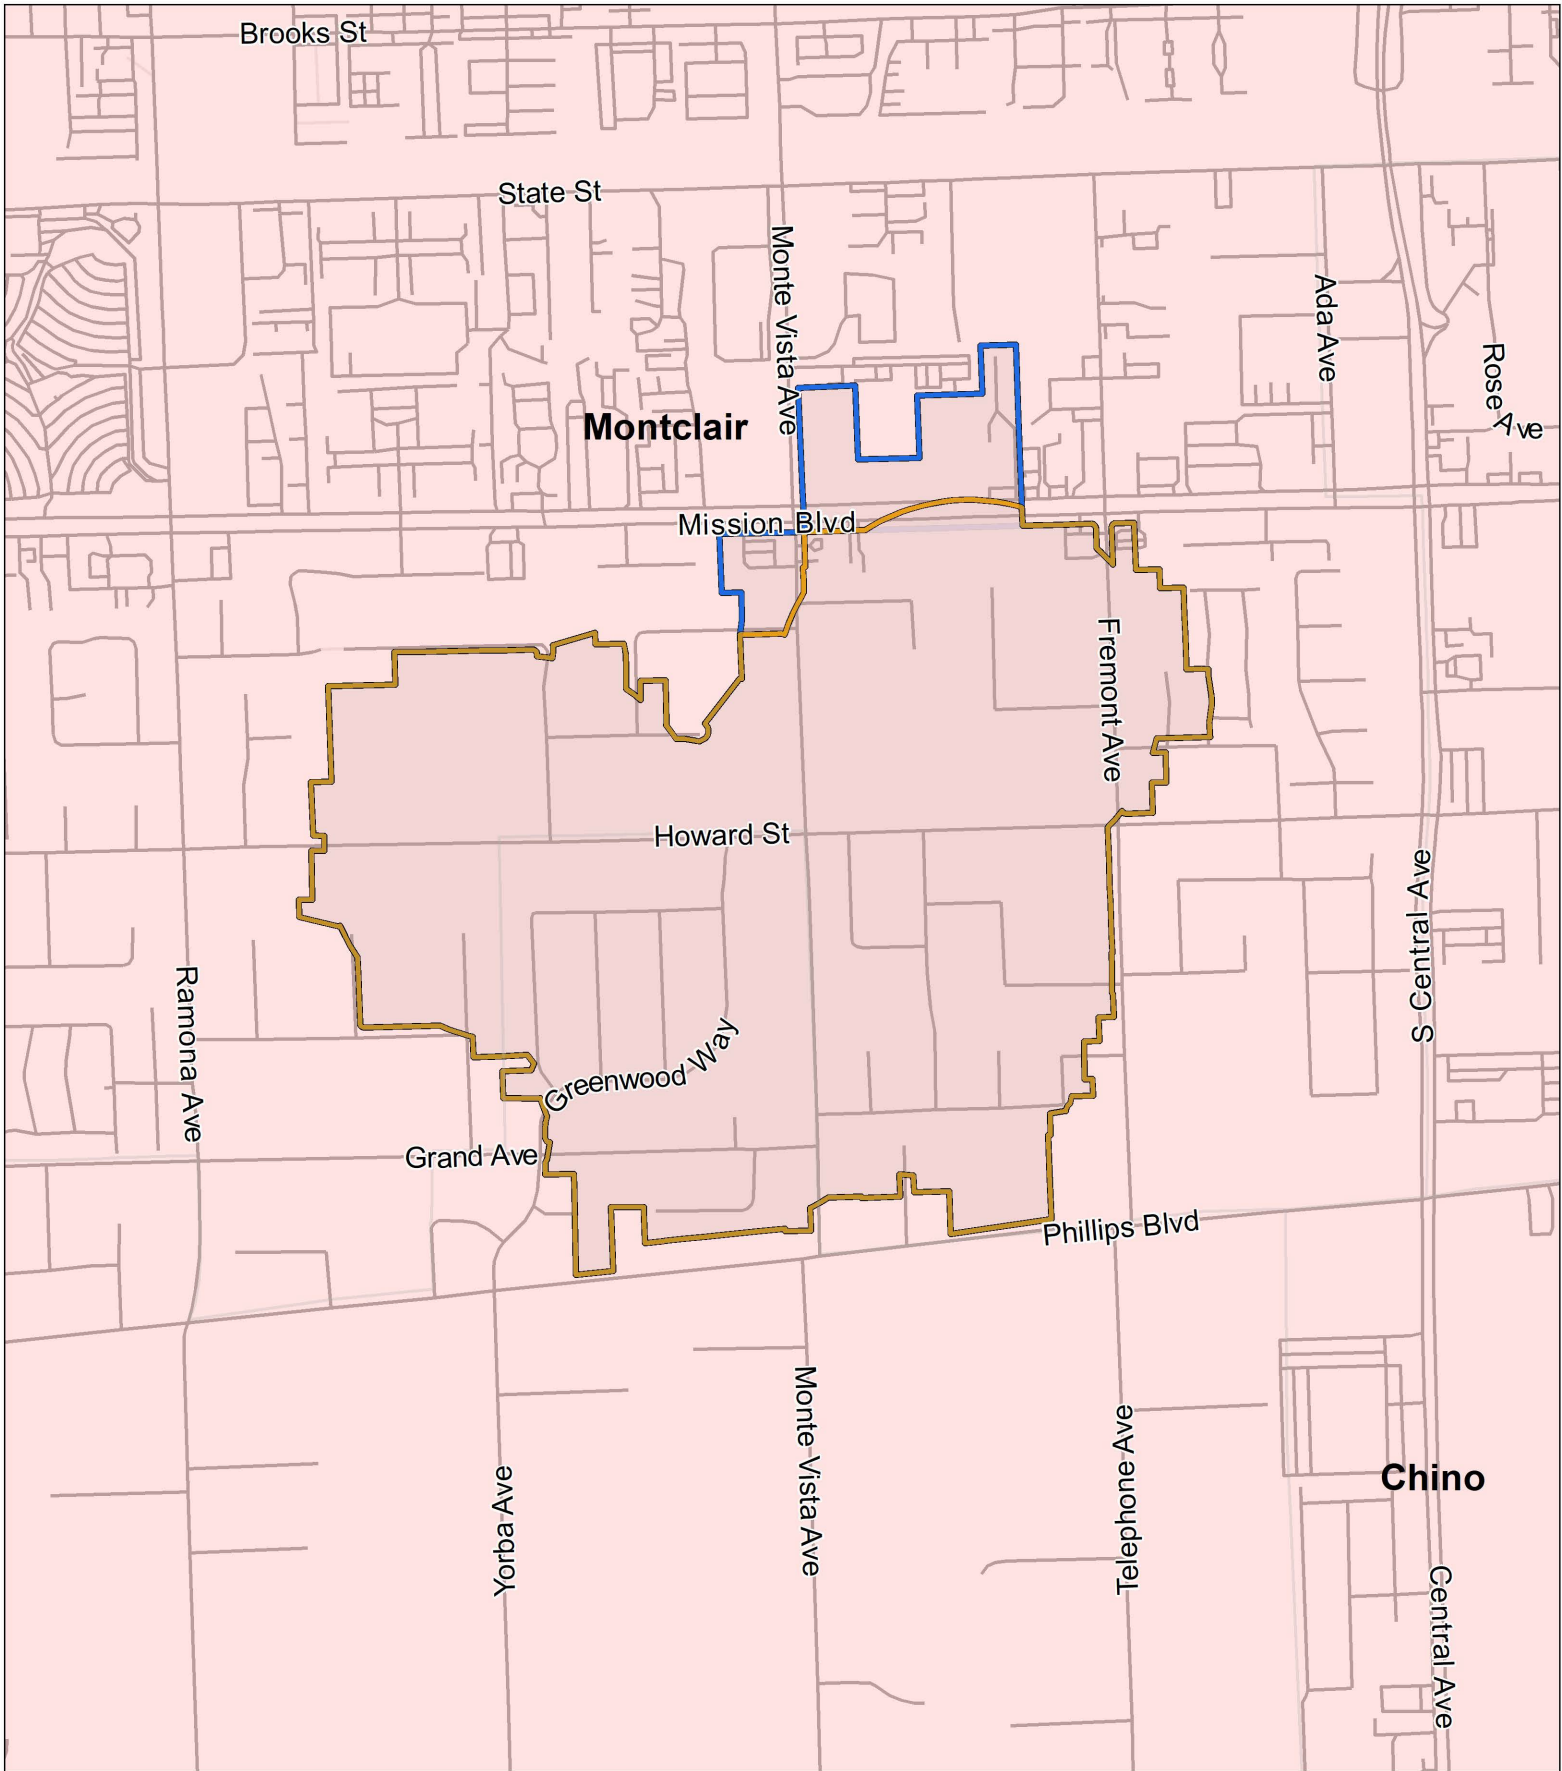 Brooks St
State St
Monte Vista Ave
Ada Ave
Rose Ave
Montclair
Mission Blvd
Fremont Ave
Howard St
S Central Ave
Ramona Ave
Greenwood Way
Grand Ave
Phillips Blvd
Monte Vista Ave
Telephone Ave
Yorba Ave
Chino
Central Ave